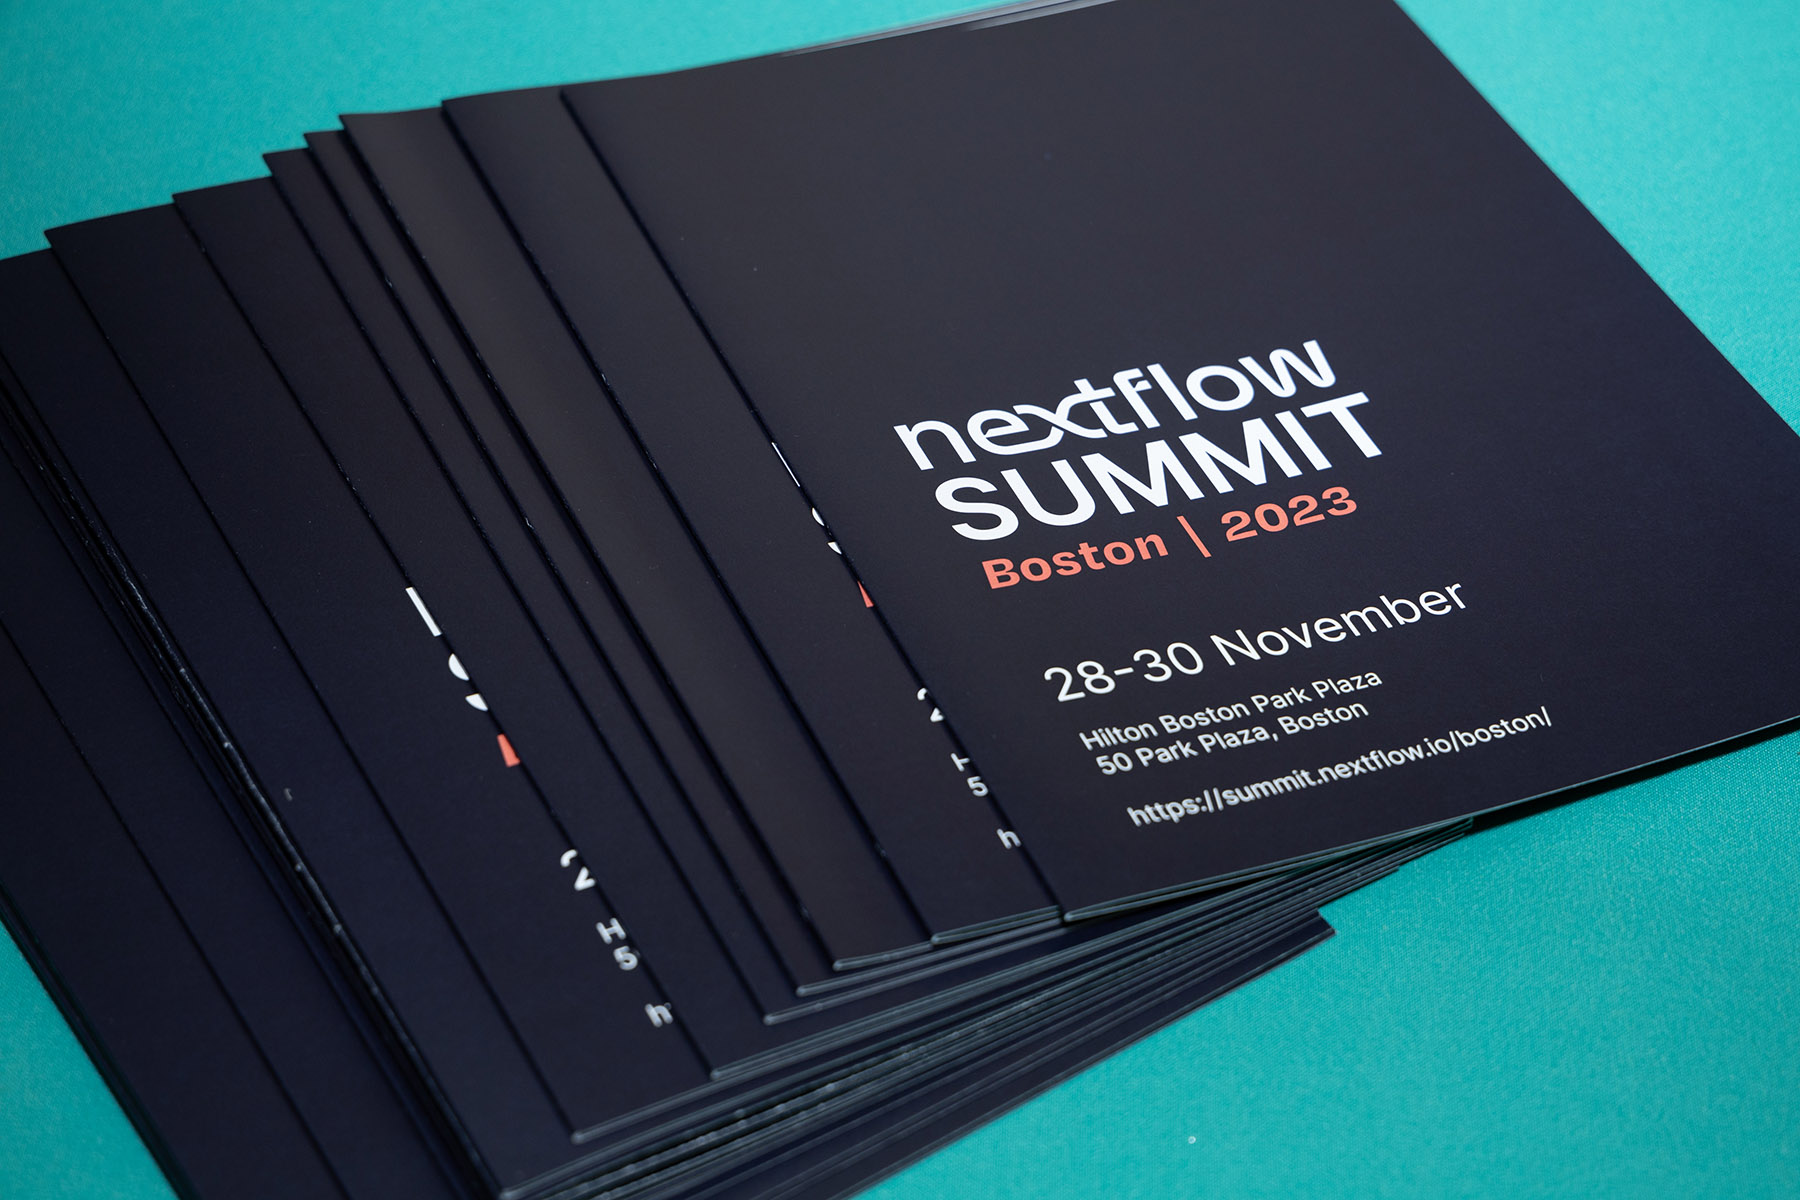 nextflow
SUMMIT
Boston | 2023
28-30 November
Hilton Boston Park Plaza
50 Park Plaza, Boston
https://summit.nextflow.io/boston/